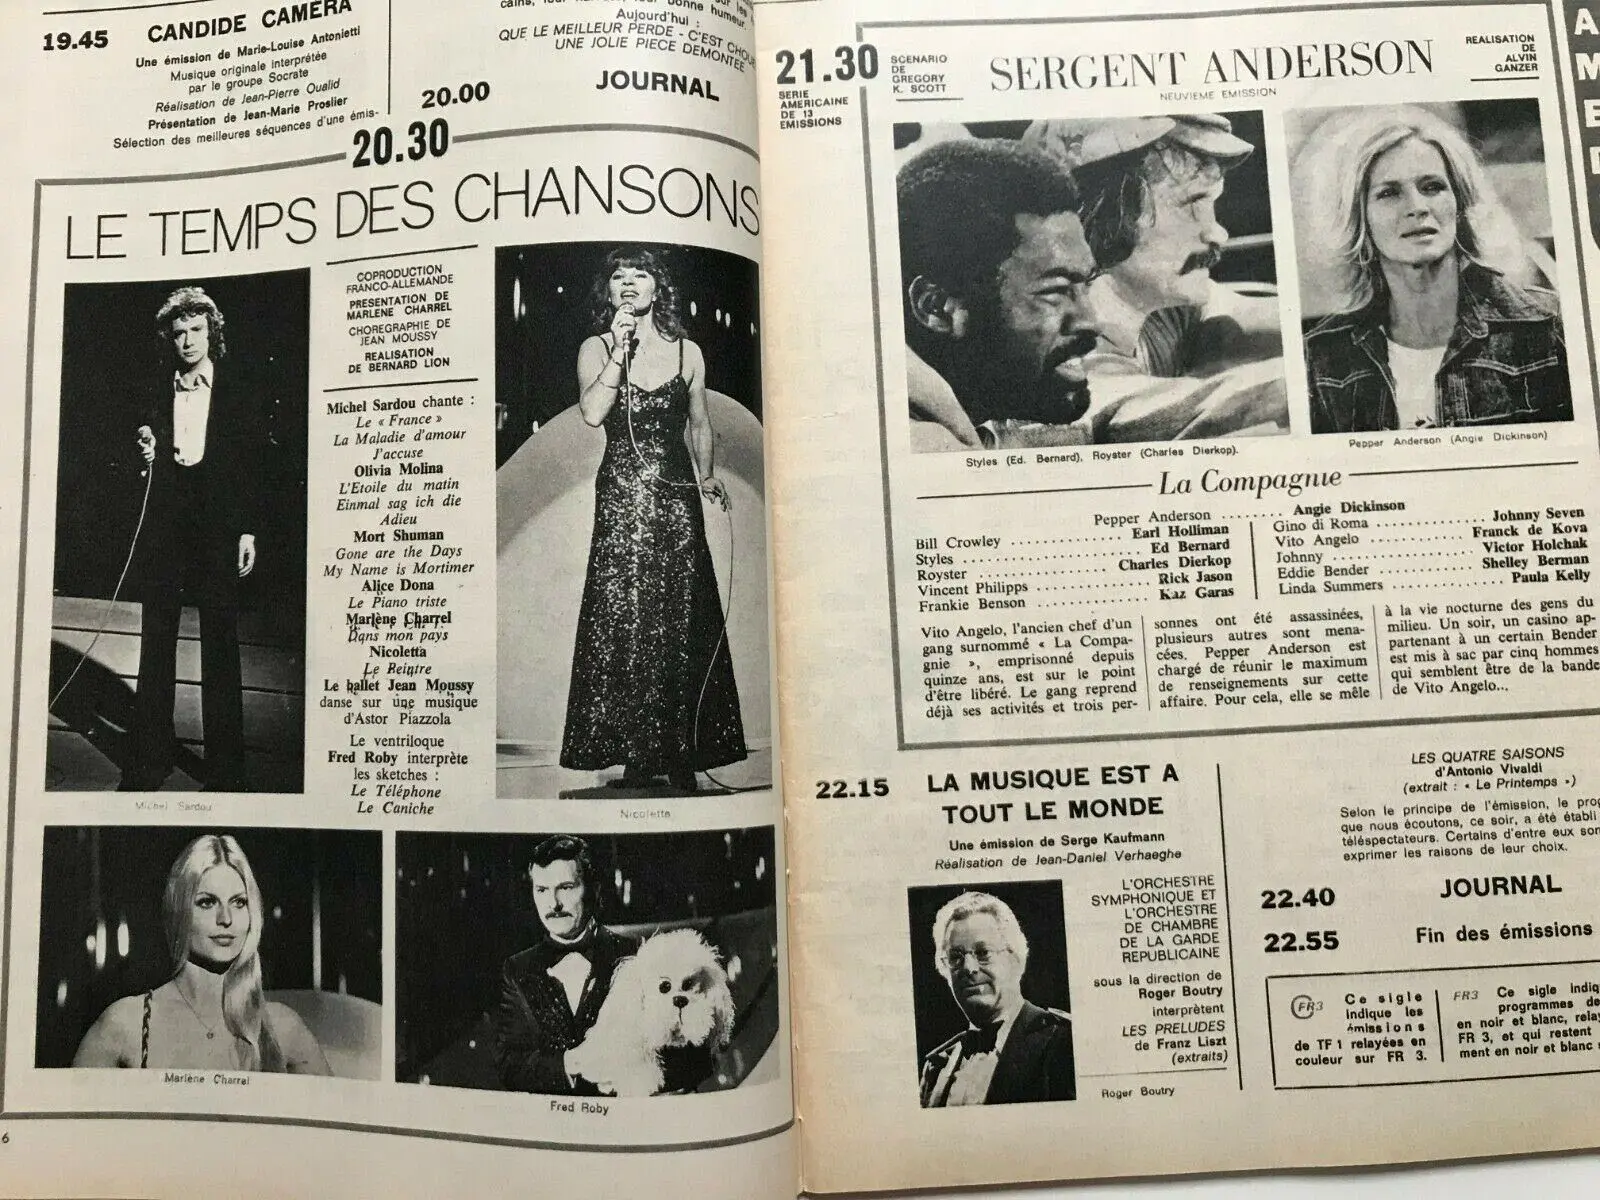 19.45
CANDIDE CAMERA
Une émission de Marie-Louise Antonietti
Musique originale interprétée
par le groupe Socrate
Réalisation de Jean-Pierre Oualid
Présentation de Jean-Marie Proslier
Sélection des meilleures séquences d'une émis-
bonne humeur.
Aujourd'hui :
QUE LE MEILLEUR PERDE - C'EST
UNE JOLIE PIECE DEMONTEE
20.00
JOURNAL
20.30
LE TEMPS DES CHANSONS
COPRODUCTION
FRANCO-ALLEMANDE
PRESENTATION DE
MARLENE CHARREL
CHOREGRAPHIE DE
JEAN MOUSSY
REALISATION
DE BERNARD LION
Michel Sardou chante :
Le « France »
La Maladie d'amour
J'accuse
Olivia Molina
L'Etoile du matin
Einmal sag ich die
Adieu
Mort Shuman
Gone are the Days
My Name is Mortimer
Alice Dona
Le Piano triste
Marlène Charrel
Dans mon pays
Nicoletta
Le Reintre
Le ballet Jean Moussy
danse sur une musique
d'Astor Piazzola
Le ventriloque
Fred Roby interprète
les sketches :
Le Téléphone
Le Caniche
Michel Sardou
Nicoletta
Marlène Charrel
Fred Roby
6
21.30
SERIE
AMERICAINE
DE 13
EMISSIONS
SCENARIO
DE
GREGORY
K. SCOTT
SERGENT ANDERSON
NEUVIEME EMISSION
REALISATION
DE
ALVIN
GANZER
Styles (Ed. Bernard), Royster (Charles Dierkop).
Pepper Anderson (Angie Dickinson)
La Compagnie
Pepper Anderson ........ Angie Dickinson
Bill Crowley .............. Earl Holliman
Styles .................... Ed Bernard
Royster ............. Charles Dierkop
Vincent Philipps ............ Rick Jason
Frankie Benson ............ Kaz Garas
Gino di Roma ............ Johnny Seven
Vito Angelo .......... Franck de Kova
Johnny ................ Victor Holchak
Eddie Bender .......... Shelley Berman
Linda Summers ............ Paula Kelly
Vito Angelo, l'ancien chef d'un
gang surnommé « La Compa-
gnie », emprisonné depuis
quinze ans, est sur le point
d'être libéré. Le gang reprend
déjà ses activités et trois per-
sonnes ont été assassinées,
plusieurs autres sont mena-
cées. Pepper Anderson est
chargé de réunir le maximum
de renseignements sur cette
affaire. Pour cela, elle se mêle
à la vie nocturne des gens du
milieu. Un soir, un casino ap-
partenant à un certain Bender
est mis à sac par cinq hommes
qui semblent être de la bande
de Vito Angelo...
22.15
LA MUSIQUE EST A
TOUT LE MONDE
Une émission de Serge Kaufmann
Réalisation de Jean-Daniel Verhaeghe
L'ORCHESTRE
SYMPHONIQUE ET
L'ORCHESTRE
DE CHAMBRE
DE LA GARDE
REPUBLICAINE
sous la direction de
Roger Boutry
interprètent
LES PRELUDES
de Franz Liszt
(extraits)
Roger Boutry
LES QUATRE SAISONS
d'Antonio Vivaldi
(extrait : « Le Printemps »)
Selon le principe de l'émission, le
que nous écoutons, ce soir, a été établi
téléspectateurs. Certains d'entre eux
exprimer les raisons de leur choix.
22.40
JOURNAL
22.55
Fin des émissions
FR3
Ce sigle
indique les
émissions
de TF1 relayées en
couleur sur FR 3.
FR3
Ce sigle
programmes
en noir et blanc,
FR 3, et qui restent
ment en noir et blanc